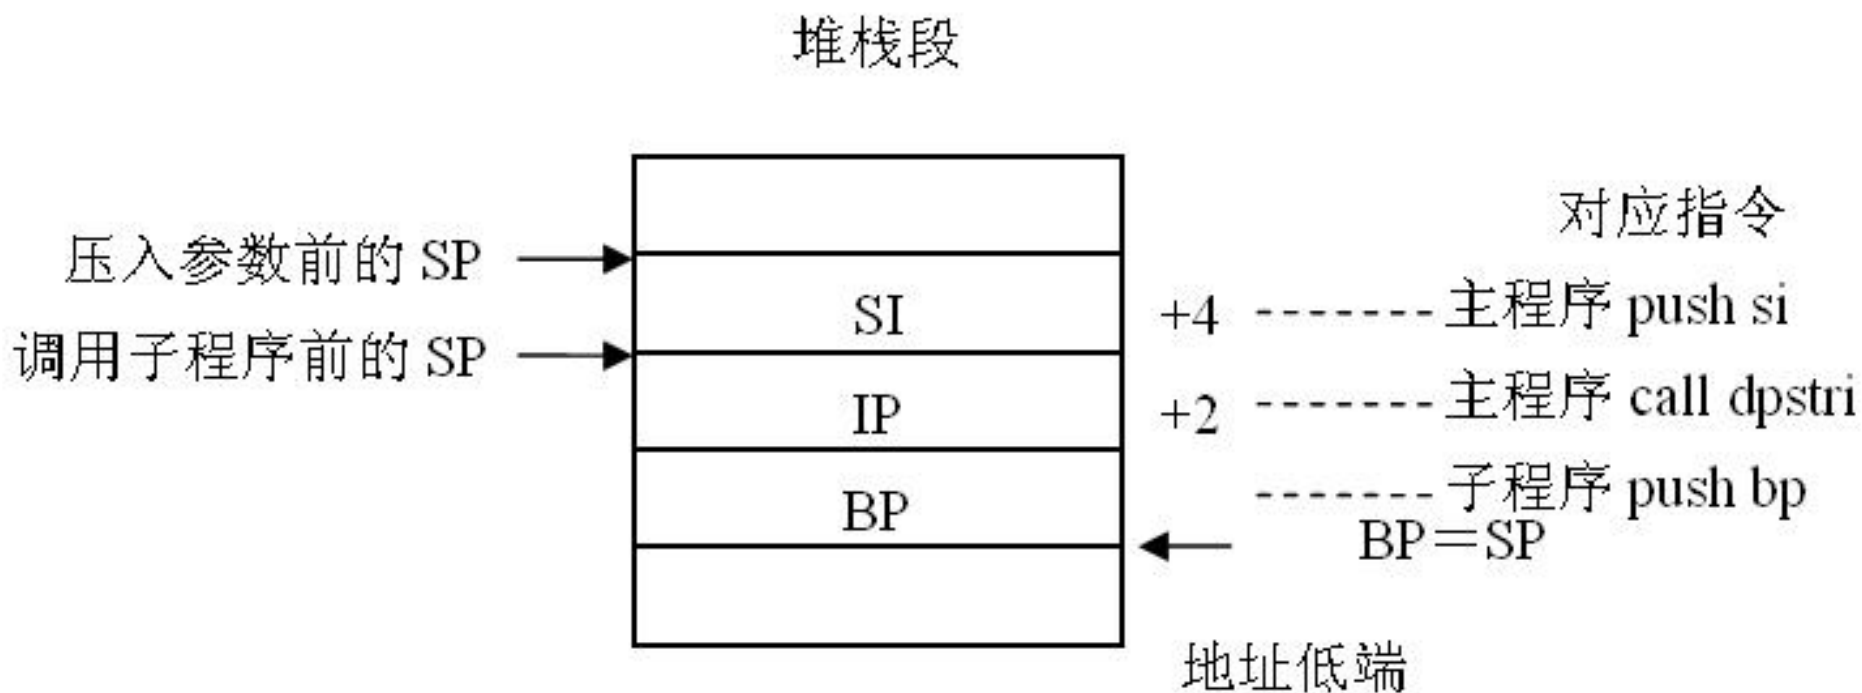 堆栈段
对应指令
压入参数前的 SP
SI
+4 ------- 主程序 push si
调用子程序前的 SP
IP
+2 ------- 主程序 call dpstri
BP
------- 子程序 push bp
BP＝SP
地址低端